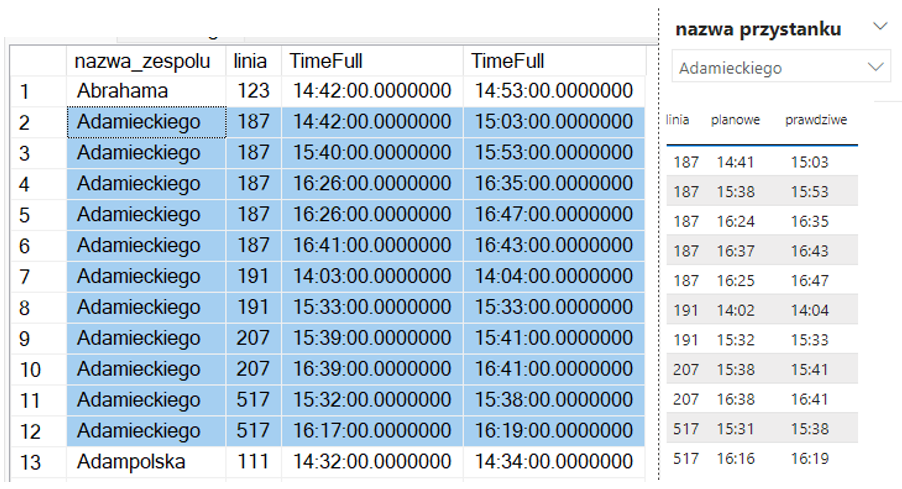 nazwa_zespolu linia TimeFull TimeFull
1 Abrahama 123 14:42:00.0000000 14:53:00.0000000
2 Adamieckiego 187 14:42:00.0000000 15:03:00.0000000
3 Adamieckiego 187 15:40:00.0000000 15:53:00.0000000
4 Adamieckiego 187 16:26:00.0000000 16:35:00.0000000
5 Adamieckiego 187 16:26:00.0000000 16:47:00.0000000
6 Adamieckiego 187 16:41:00.0000000 16:43:00.0000000
7 Adamieckiego 191 14:03:00.0000000 14:04:00.0000000
8 Adamieckiego 191 15:33:00.0000000 15:33:00.0000000
9 Adamieckiego 207 15:39:00.0000000 15:41:00.0000000
10 Adamieckiego 207 16:39:00.0000000 16:41:00.0000000
11 Adamieckiego 517 15:32:00.0000000 15:38:00.0000000
12 Adamieckiego 517 16:17:00.0000000 16:19:00.0000000
13 Adampolska 111 14:32:00.0000000 14:34:00.0000000
nazwa przystanku
Adamieckiego
linia planowe prawdziwe
187 14:41 15:03
187 15:38 15:53
187 16:24 16:35
187 16:37 16:43
187 16:25 16:47
191 14:02 14:04
191 15:32 15:33
207 15:38 15:41
207 16:38 16:41
517 15:31 15:38
517 16:16 16:19